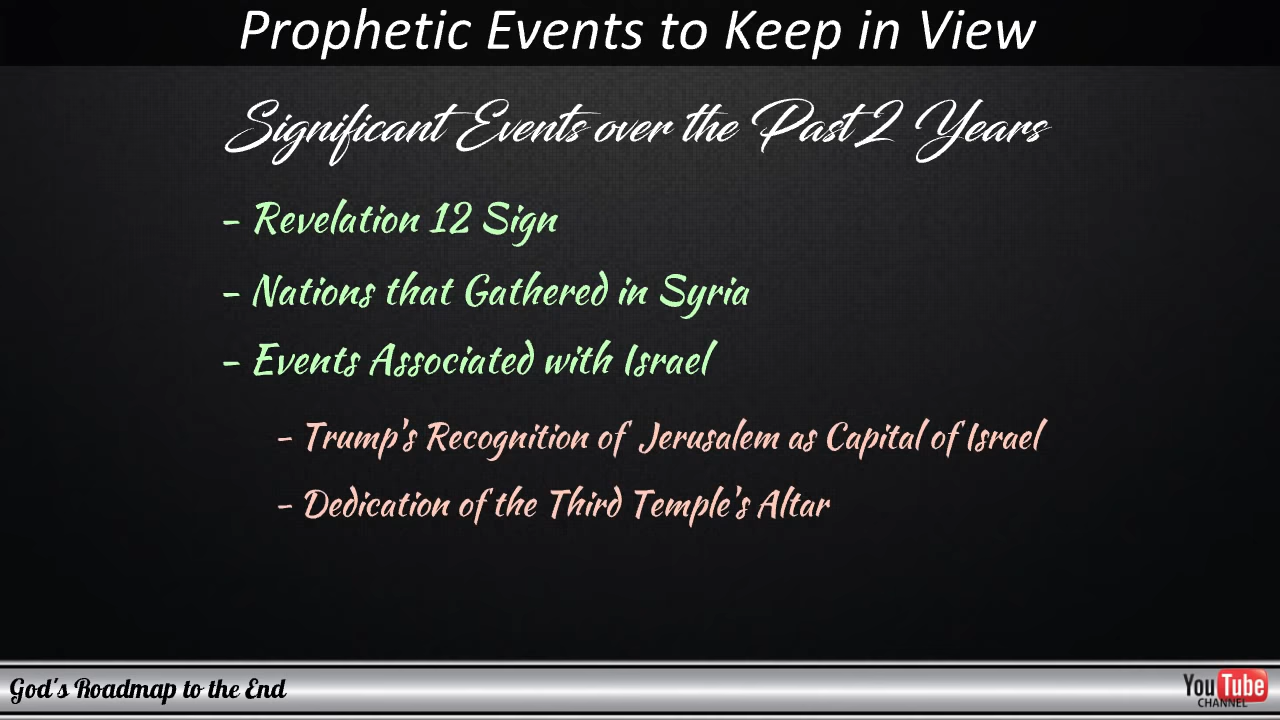 Prophetic Events to Keep in View
Significant Events over the Past 2 Years
- Revelation 12 Sign
- Nations that Gathered in Syria
- Events Associated with Israel
- Trump's Recognition of Jerusalem as Capital of Israel
- Dedication of the Third Temple's Altar
God's Roadmap to the End
YouTube
CHANNEL